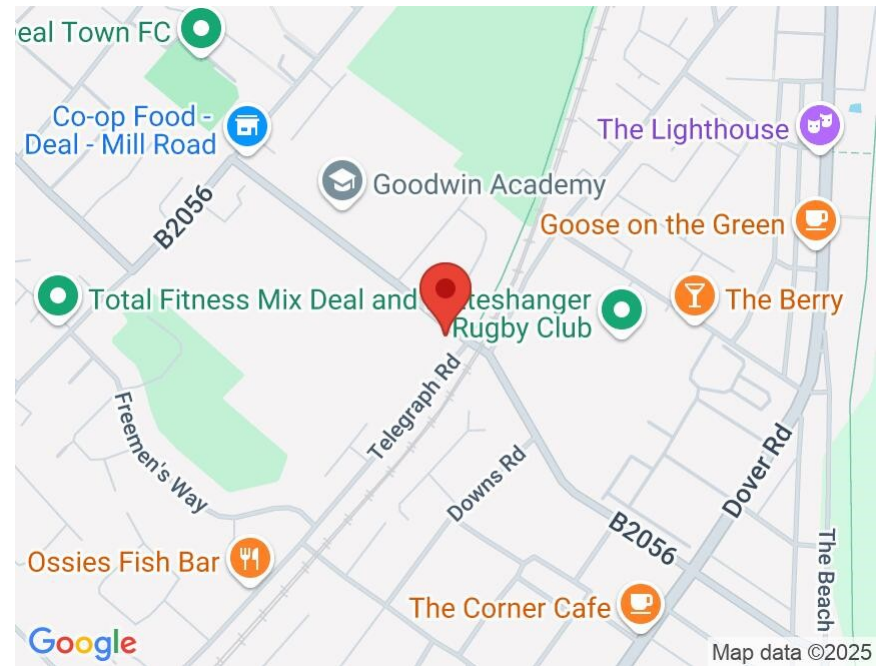 eal Town FC
Co-op Food -
Deal - Mill Road
The Lighthouse
Goodwin Academy
B2056
Goose on the Green
Total Fitness Mix
Deal and
teshanger
Rugby Club
The Berry
Telegraph Rd
Freemen's Way
Downs Rd
Dover Rd
B2056
Ossies Fish Bar
The Corner Cafe
The Beach
Google
Map data ©2025